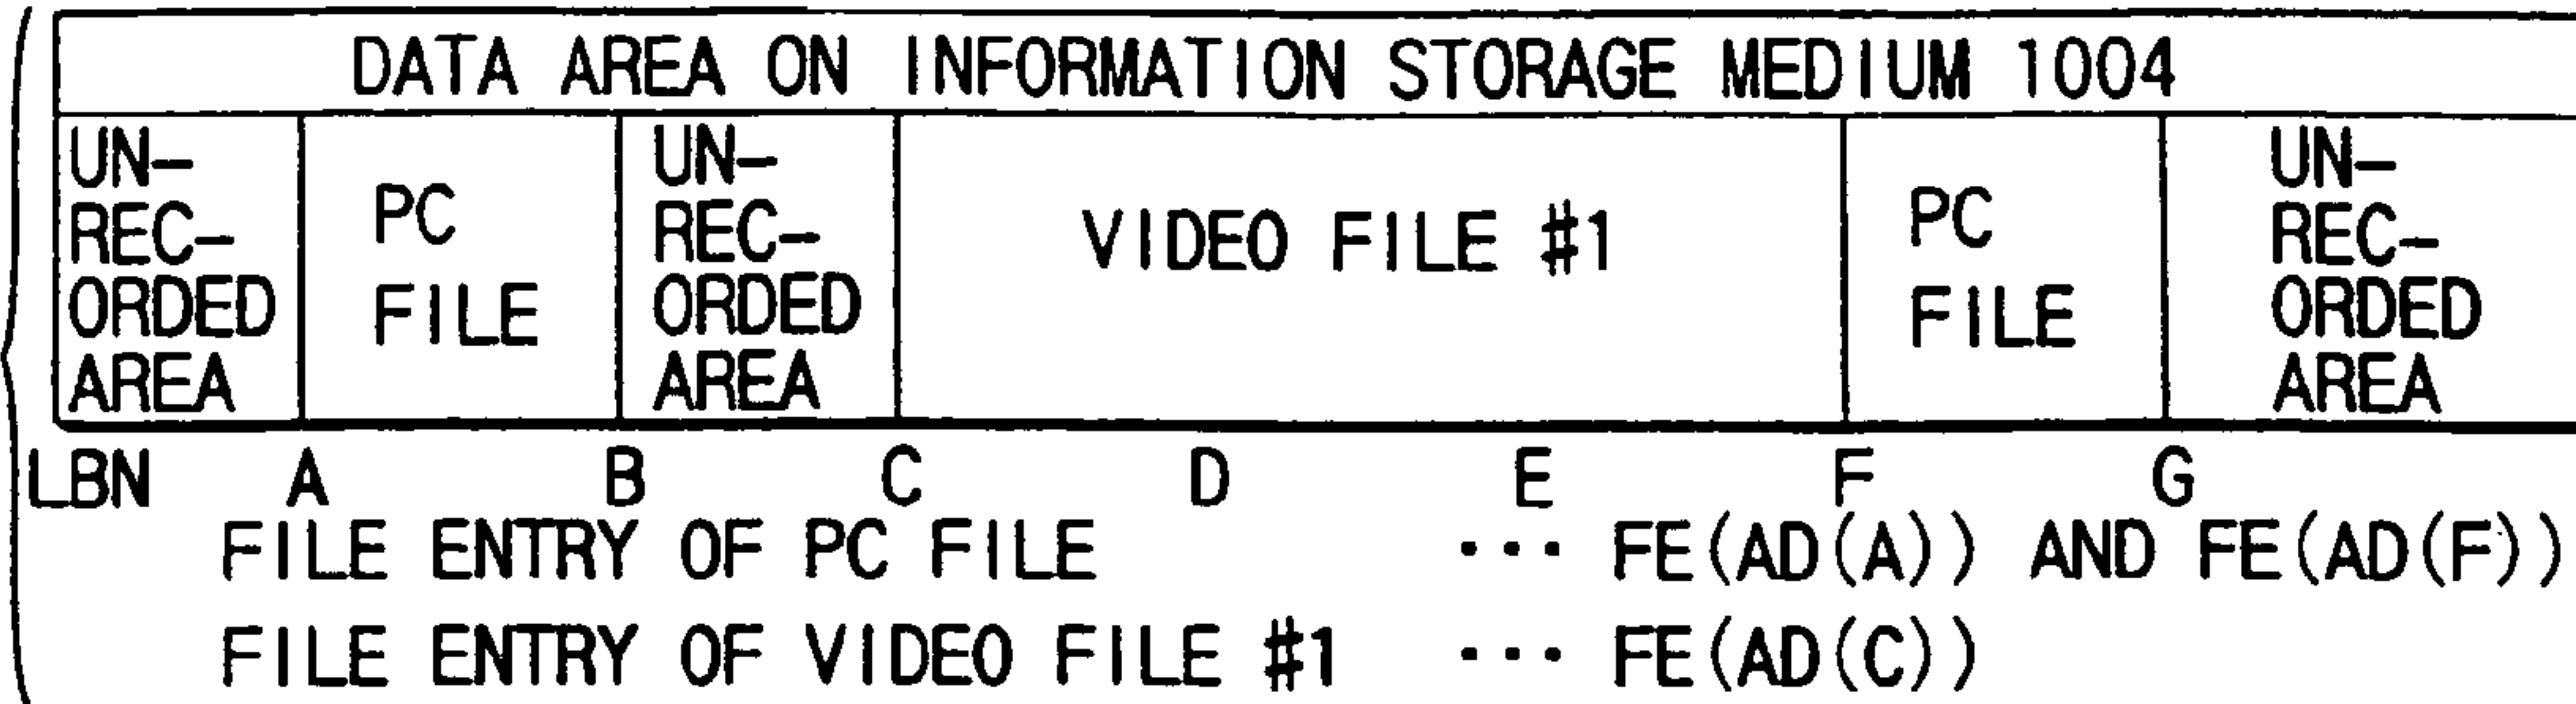 DATA AREA ON INFORMATION STORAGE MEDIUM 1004
UN-
REC-
ORDED
AREA
PC
FILE
UN-
REC-
ORDED
AREA
VIDEO FILE #1
PC
FILE
UN-
REC-
ORDED
AREA
LBN A B C D E F G
FILE ENTRY OF PC FILE ··· FE(AD(A)) AND FE(AD(F))
FILE ENTRY OF VIDEO FILE #1 ··· FE(AD(C))